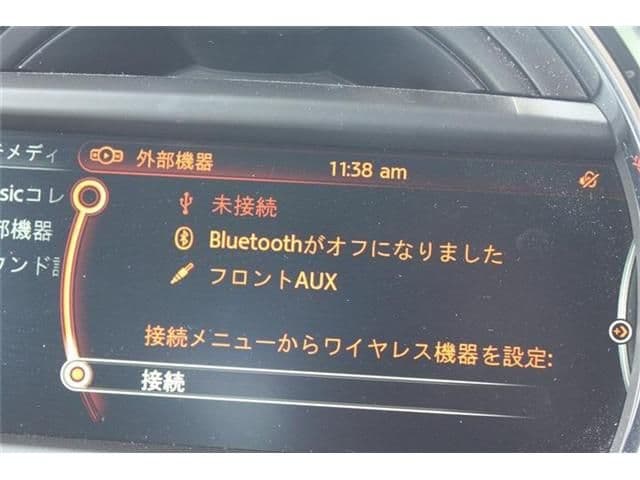 外部機器
11:38 am
メディ
sicコレ
部機器
ウンド
未接続
Bluetoothがオフになりました
フロントAUX
接続メニューからワイヤレス機器を設定:
接続